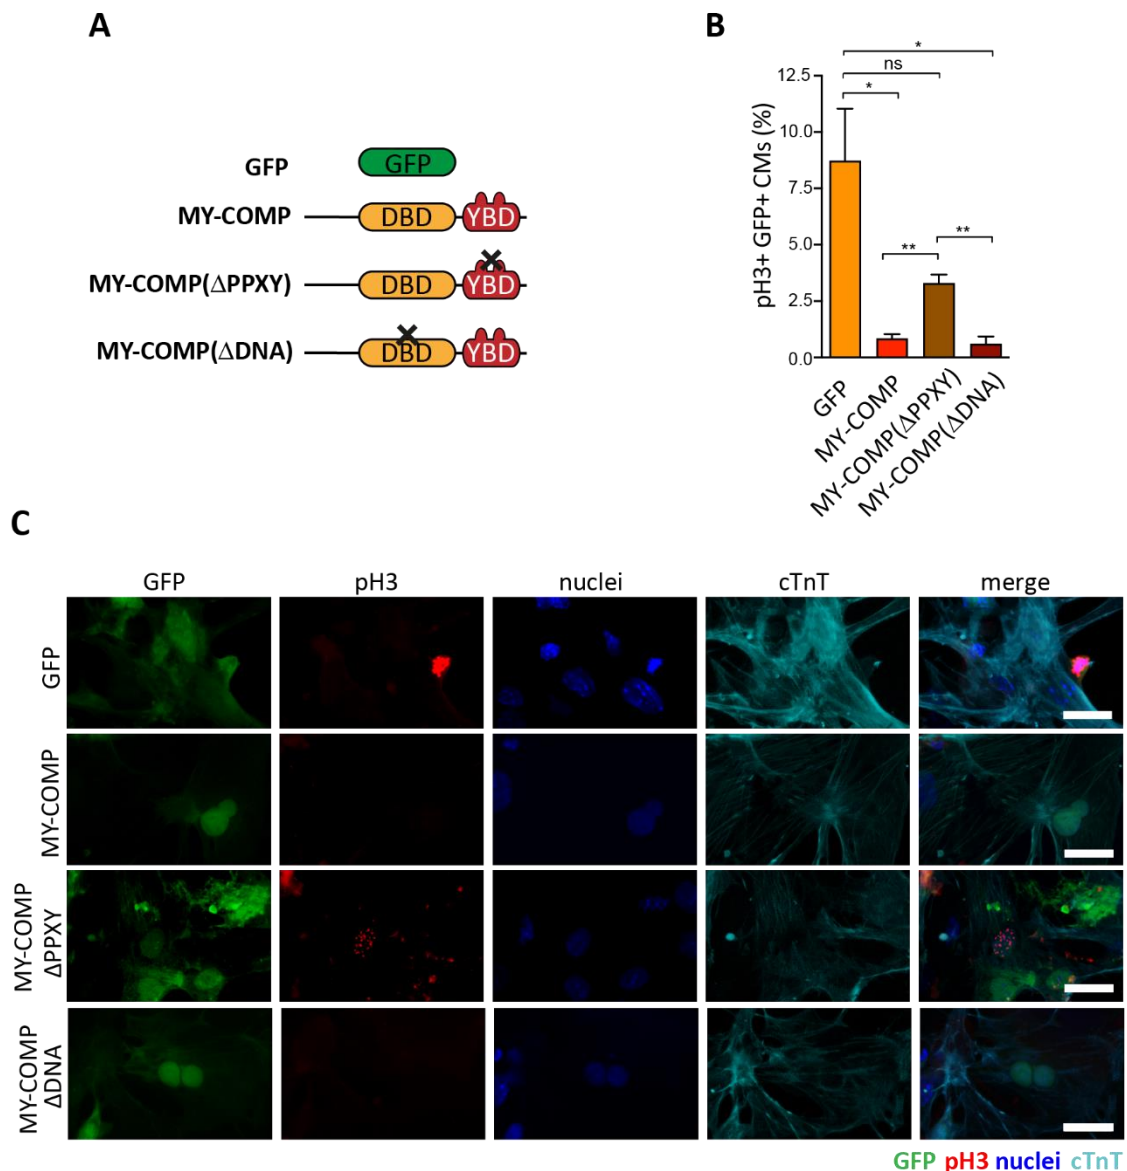 A
GFP
GFP
MY-COMP
DBD YBD
MY-COMP(ΔPPXY)
DBD YBD
MY-COMP(ΔDNA)
DBD YBD
B
pH3+ GFP+ CMs (%)
12.5
10.0
7.5
5.0
2.5
0.0
*
ns
*
**
**
GFP
MY-COMP
MY-COMP(ΔPPXY)
MY-COMP(ΔDNA)
C
GFP pH3 nuclei cTnT merge
GFP
MY-COMP
MY-COMP
ΔPPXY
MY-COMP
ΔDNA
GFP pH3 nuclei cTnT